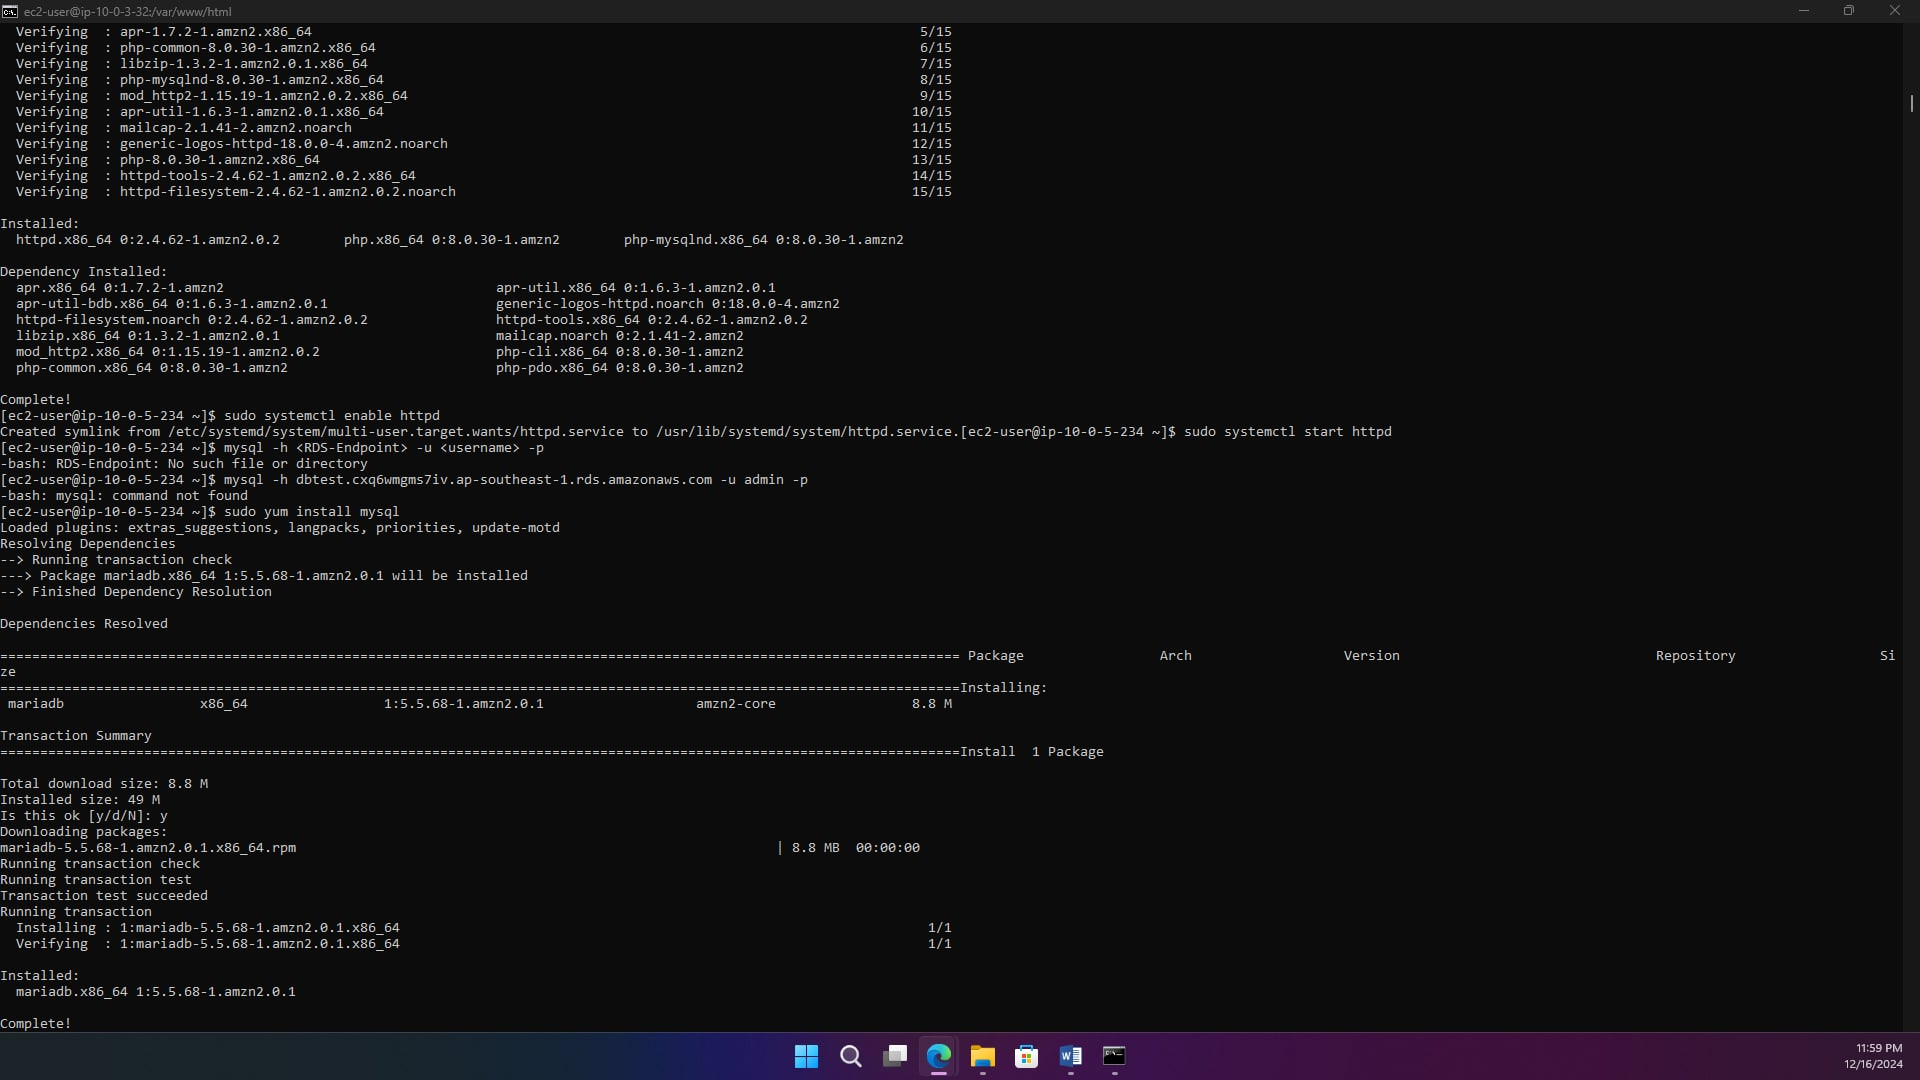 ec2-user@ip-10-0-3-32:/var/www/html
Verifying  : apr-1.7.2-1.amzn2.x86_64 5/15
Verifying  : php-common-8.0.30-1.amzn2.x86_64 6/15
Verifying  : libzip-1.3.2-1.amzn2.0.1.x86_64 7/15
Verifying  : php-mysqlnd-8.0.30-1.amzn2.x86_64 8/15
Verifying  : mod_http2-1.15.19-1.amzn2.0.2.x86_64 9/15
Verifying  : apr-util-1.6.3-1.amzn2.0.1.x86_64 10/15
Verifying  : mailcap-2.1.41-2.amzn2.noarch 11/15
Verifying  : generic-logos-httpd-18.0.0-4.amzn2.noarch 12/15
Verifying  : php-8.0.30-1.amzn2.x86_64 13/15
Verifying  : httpd-tools-2.4.62-1.amzn2.0.2.x86_64 14/15
Verifying  : httpd-filesystem-2.4.62-1.amzn2.0.2.noarch 15/15
Installed:
httpd.x86_64 0:2.4.62-1.amzn2.0.2 php.x86_64 0:8.0.30-1.amzn2 php-mysqlnd.x86_64 0:8.0.30-1.amzn2
Dependency Installed:
apr.x86_64 0:1.7.2-1.amzn2 apr-util.x86_64 0:1.6.3-1.amzn2.0.1
apr-util-bdb.x86_64 0:1.6.3-1.amzn2.0.1 generic-logos-httpd.noarch 0:18.0.0-4.amzn2
httpd-filesystem.noarch 0:2.4.62-1.amzn2.0.2 httpd-tools.x86_64 0:2.4.62-1.amzn2.0.2
libzip.x86_64 0:1.3.2-1.amzn2.0.1 mailcap.noarch 0:2.1.41-2.amzn2
mod_http2.x86_64 0:1.15.19-1.amzn2.0.2 php-cli.x86_64 0:8.0.30-1.amzn2
php-common.x86_64 0:8.0.30-1.amzn2 php-pdo.x86_64 0:8.0.30-1.amzn2
Complete!
[ec2-user@ip-10-0-5-234 ~]$ sudo systemctl enable httpd
Created symlink from /etc/systemd/system/multi-user.target.wants/httpd.service to /usr/lib/systemd/system/httpd.service.[ec2-user@ip-10-0-5-234 ~]$ sudo systemctl start httpd
[ec2-user@ip-10-0-5-234 ~]$ mysql -h <RDS-Endpoint> -u <username> -p
-bash: RDS-Endpoint: No such file or directory
[ec2-user@ip-10-0-5-234 ~]$ mysql -h dbtest.cxq6wmgms7iv.ap-southeast-1.rds.amazonaws.com -u admin -p
-bash: mysql: command not found
[ec2-user@ip-10-0-5-234 ~]$ sudo yum install mysql
Loaded plugins: extras_suggestions, langpacks, priorities, update-motd
Resolving Dependencies
--> Running transaction check
---> Package mariadb.x86_64 1:5.5.68-1.amzn2.0.1 will be installed
--> Finished Dependency Resolution
Dependencies Resolved
======================================================================================================================== Package Arch Version Repository Si
ze
========================================================================================================================Installing:
mariadb x86_64 1:5.5.68-1.amzn2.0.1 amzn2-core 8.8 M
Transaction Summary
========================================================================================================================Install  1 Package
Total download size: 8.8 M
Installed size: 49 M
Is this ok [y/d/N]: y
Downloading packages:
mariadb-5.5.68-1.amzn2.0.1.x86_64.rpm | 8.8 MB  00:00:00
Running transaction check
Running transaction test
Transaction test succeeded
Running transaction
Installing : 1:mariadb-5.5.68-1.amzn2.0.1.x86_64 1/1
Verifying  : 1:mariadb-5.5.68-1.amzn2.0.1.x86_64 1/1
Installed:
mariadb.x86_64 1:5.5.68-1.amzn2.0.1
Complete!
11:59 PM
12/16/2024